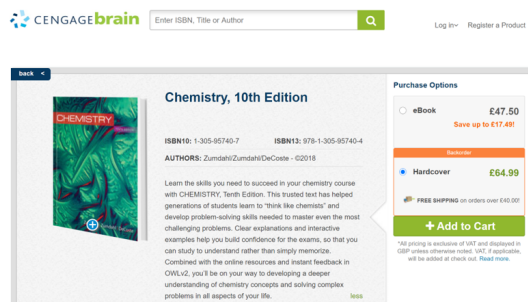 CENGAGEbrain
Enter ISBN, Title or Author
Log in
Register a Product
back <
CHEMISTRY
Chemistry, 10th Edition
ISBN10: 1-305-95740-7 ISBN13: 978-1-305-95740-4
AUTHORS: Zumdahl/Zumdahl/DeCoste - ©2018
Learn the skills you need to succeed in your chemistry course
with CHEMISTRY, Tenth Edition. This trusted text has helped
generations of students learn to “think like chemists” and
develop problem-solving skills needed to master even the most
challenging problems. Clear explanations and interactive
examples help you build confidence for the exams, so that you
can study to understand rather than simply memorize.
Combined with the online resources and instant feedback in
OWLv2, you'll be on your way to developing a deeper
understanding of chemistry concepts and solving complex
problems in all aspects of your life.
less
Purchase Options
eBook £47.50
Save up to £17.49!
Backorder
Hardcover £64.99
FREE SHIPPING on orders over £40.00!
+ Add to Cart
*All pricing is exclusive of VAT and displayed in
GBP unless otherwise noted. VAT, if applicable,
will be added at check out. Read more.